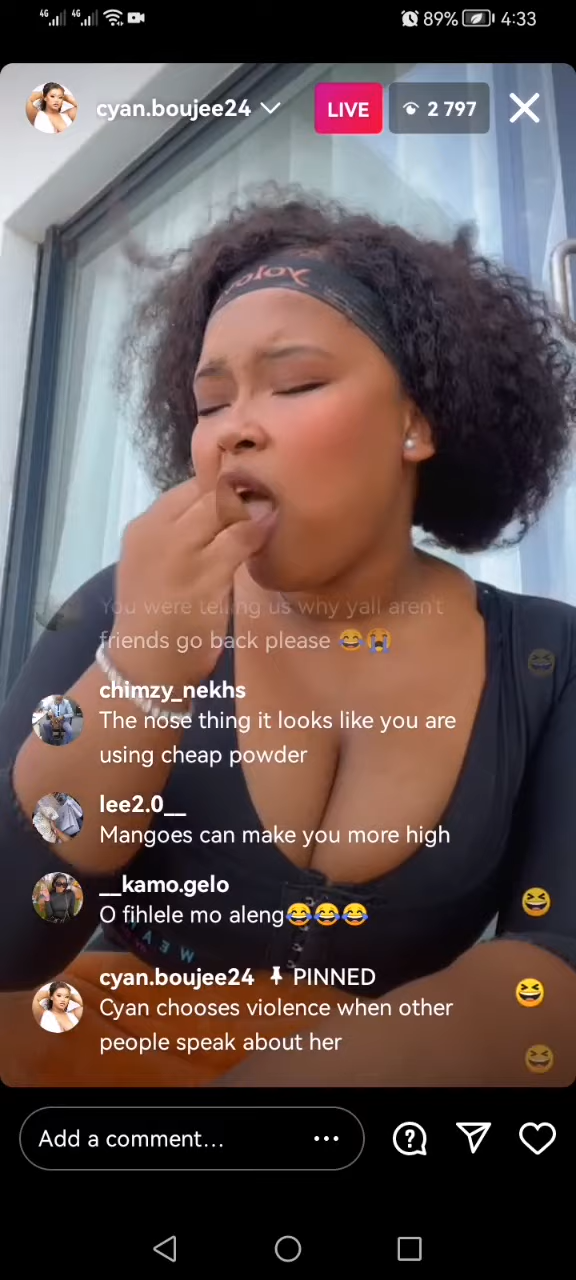 4G 4G 89% 4:33
cyan.boujee24 LIVE 2 797
You were telling us why yall aren't
friends go back please 😂😭
chimzy_nekhs
The nose thing it looks like you are
using cheap powder
lee2.0__
Mangoes can make you more high
__kamo.gelo
O fihlele mo aleng😂😂😂
cyan.boujee24 PINNED
Cyan chooses violence when other
people speak about her
Add a comment...